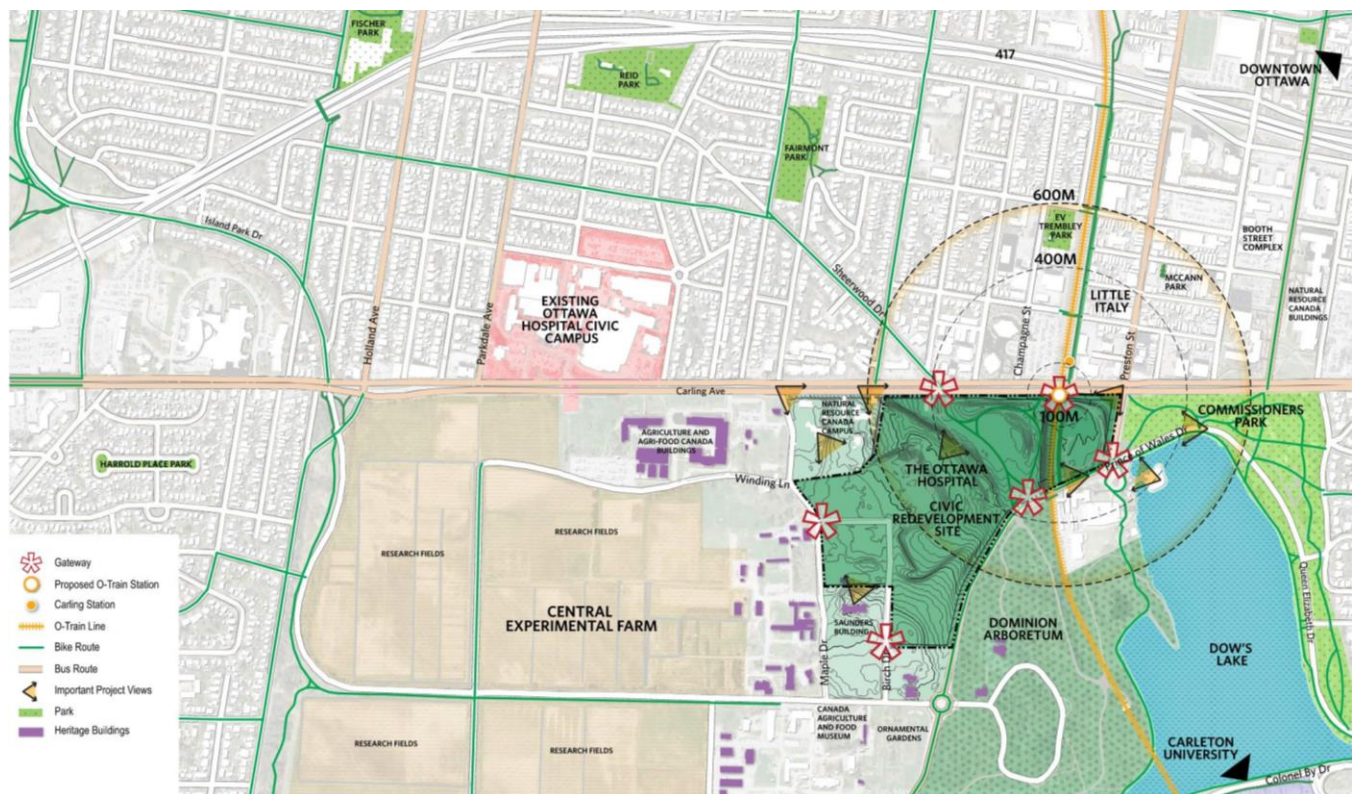 FISCHER
PARK
417
DOWNTOWN
OTTAWA
REID
PARK
FAIRMONT
PARK
600M
EV
TREMBLEY
PARK
BOOTH
STREET
COMPLEX
Island Park Dr
400M
Sheerwood Dr
MCCANN
PARK
EXISTING
OTTAWA
HOSPITAL CIVIC
CAMPUS
LITTLE
ITALY
NATURAL
RESOURCE
CANADA
BUILDINGS
Holland Ave
Parkdale Ave
Champagne St
Preston St
Carling Ave
NATURAL
RESOURCE
CANADA
CAMPUS
100M
COMMISSIONERS
PARK
AGRICULTURE AND
AGRI-FOOD CANADA
BUILDINGS
HARROLD PLACE PARK
Prince of Wales Dr
THE OTTAWA
HOSPITAL
CIVIC
REDEVELOPMENT
SITE
Winding Ln
RESEARCH FIELDS
RESEARCH FIELDS
Gateway
Proposed O-Train Station
Carling Station
O-Train Line
Bike Route
Bus Route
Important Project Views
Park
Heritage Buildings
CENTRAL
EXPERIMENTAL FARM
SAUNDERS
BUILDING
DOMINION
ARBORETUM
Queen Elizabeth Dr
DOW'S
LAKE
Maple Dr
Birch Dr
CANADA
AGRICULTURE
AND FOOD
MUSEUM
ORNAMENTAL
GARDENS
RESEARCH FIELDS
RESEARCH FIELDS
CARLETON
UNIVERSITY
Colonel By Dr